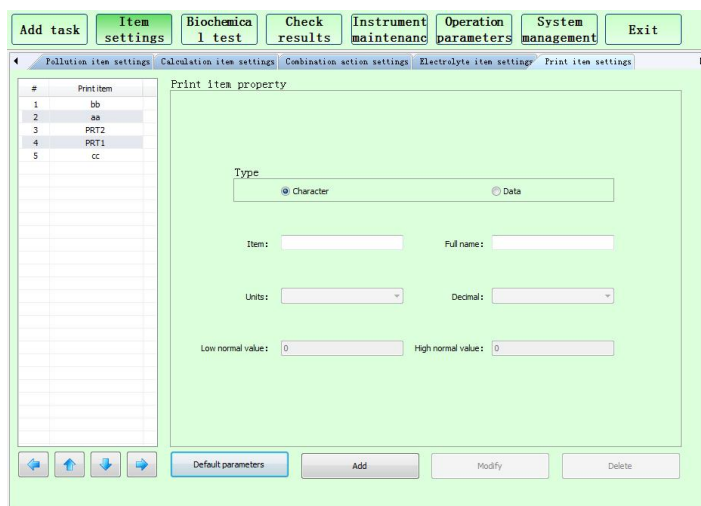 Add task
Item settings
Biochemica
l test
Check results
Instrument
maintenanc
Operation parameters
System management
Exit
Pollution item settings
Calculation item settings
Combination action settings
Electrolyte item settings
Print item settings
# Print item
1 bb
2 aa
3 PRT2
4 PRT1
5 cc
Print item property
Type
Character
Data
Item:
Full name:
Units:
Decimal:
Low normal value: 0
High normal value: 0
Default parameters
Add
Modify
Delete